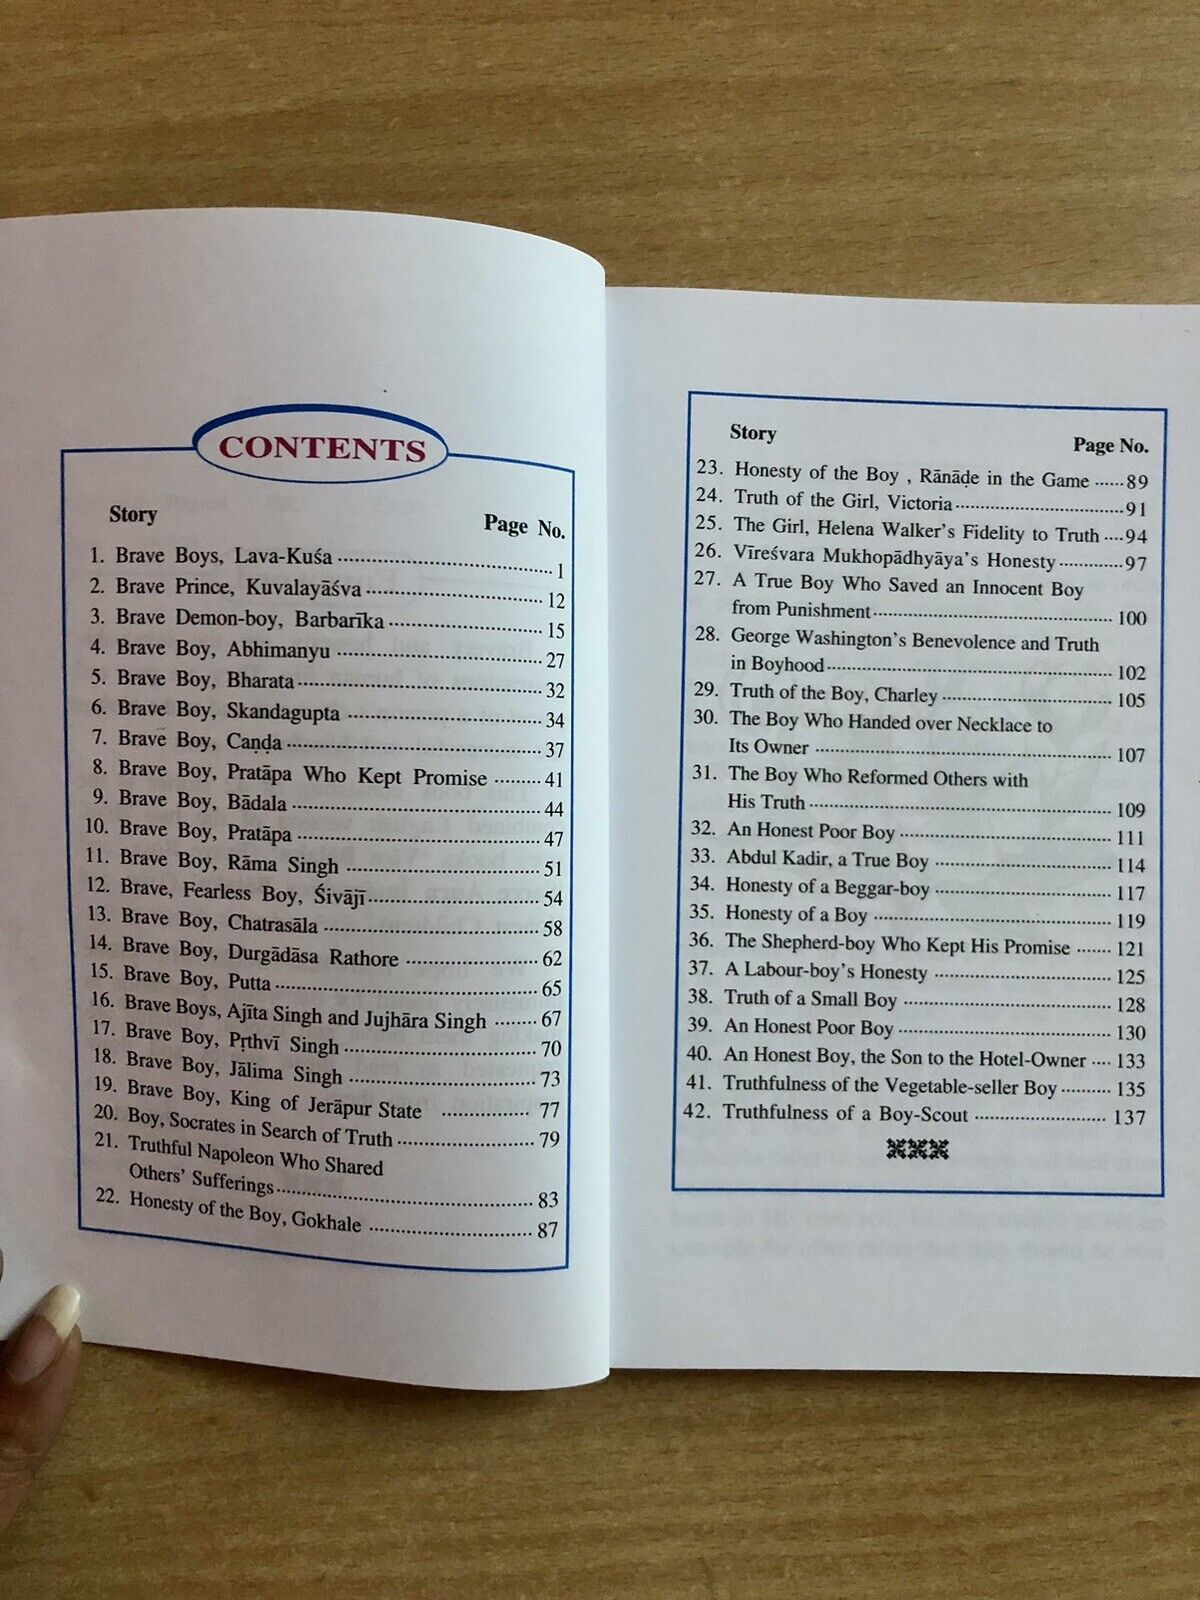 CONTENTS
Story Page No.
1. Brave Boys, Lava-Kuśa 1
2. Brave Prince, Kuvalayāśva 12
3. Brave Demon-boy, Barbarīka 15
4. Brave Boy, Abhimanyu 27
5. Brave Boy, Bharata 32
6. Brave Boy, Skandagupta 34
7. Brave Boy, Caṇḍa 37
8. Brave Boy, Pratāpa Who Kept Promise 41
9. Brave Boy, Bādala 44
10. Brave Boy, Pratāpa 47
11. Brave Boy, Rāma Singh 51
12. Brave, Fearless Boy, Śivājī 54
13. Brave Boy, Chatrasāla 58
14. Brave Boy, Durgādāsa Rathore 62
15. Brave Boy, Putta 65
16. Brave Boys, Ajīta Singh and Jujhāra Singh 67
17. Brave Boy, Pṛthvī Singh 70
18. Brave Boy, Jālima Singh 73
19. Brave Boy, King of Jerāpur State 77
20. Boy, Socrates in Search of Truth 79
21. Truthful Napoleon Who Shared
Others' Sufferings 83
22. Honesty of the Boy, Gokhale 87
Story Page No.
23. Honesty of the Boy , Rānāḍe in the Game 89
24. Truth of the Girl, Victoria 91
25. The Girl, Helena Walker's Fidelity to Truth 94
26. Vīreśvara Mukhopādhyāya's Honesty 97
27. A True Boy Who Saved an Innocent Boy
from Punishment 100
28. George Washington's Benevolence and Truth
in Boyhood 102
29. Truth of the Boy, Charley 105
30. The Boy Who Handed over Necklace to
Its Owner 107
31. The Boy Who Reformed Others with
His Truth 109
32. An Honest Poor Boy 111
33. Abdul Kadir, a True Boy 114
34. Honesty of a Beggar-boy 117
35. Honesty of a Boy 119
36. The Shepherd-boy Who Kept His Promise 121
37. A Labour-boy's Honesty 125
38. Truth of a Small Boy 128
39. An Honest Poor Boy 130
40. An Honest Boy, the Son to the Hotel-Owner 133
41. Truthfulness of the Vegetable-seller Boy 135
42. Truthfulness of a Boy-Scout 137